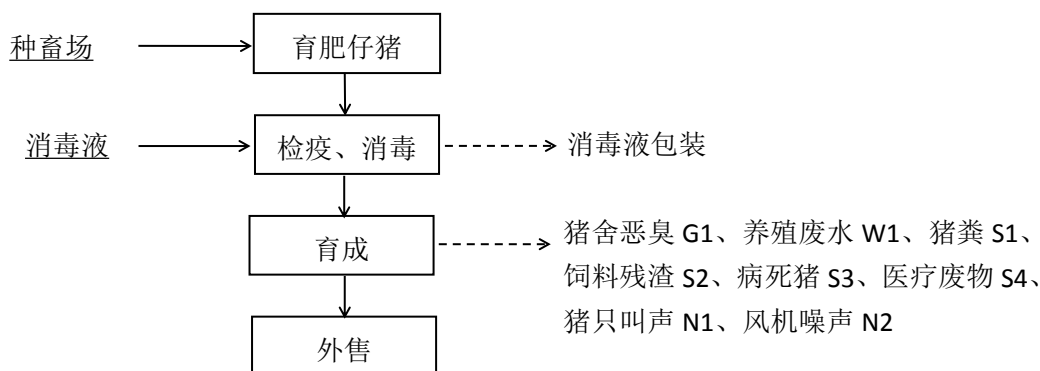 种畜场
育肥仔猪
消毒液
检疫、消毒
消毒液包装
育成
猪舍恶臭 G1、养殖废水 W1、猪粪 S1、
饲料残渣 S2、病死猪 S3、医疗废物 S4、
猪只叫声 N1、风机噪声 N2
外售